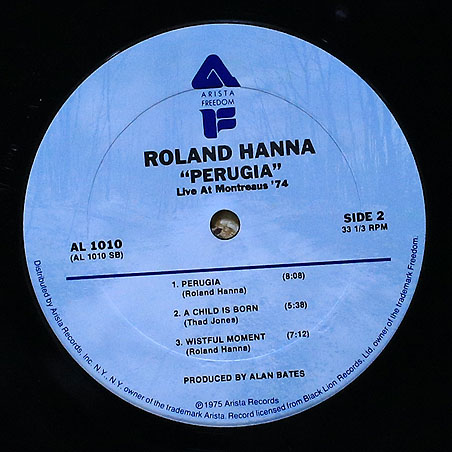 ARISTA
FREEDOM
ROLAND HANNA
“PERUGIA”
Live At Montreaus '74
AL 1010
(AL 1010 SB)
SIDE 2
33 1/3 RPM
1. PERUGIA (8:08)
(Roland Hanna)
2. A CHILD IS BORN (5:38)
(Thad Jones)
3. WISTFUL MOMENT (7:12)
(Roland Hanna)
PRODUCED BY ALAN BATES
℗1975 Arista Records
Distributed by Arista Records, Inc. N.Y., N.Y. owner of the trademark Arista. Record licensed from Black Lion Records, Ltd. owner of the trademark Freedom.